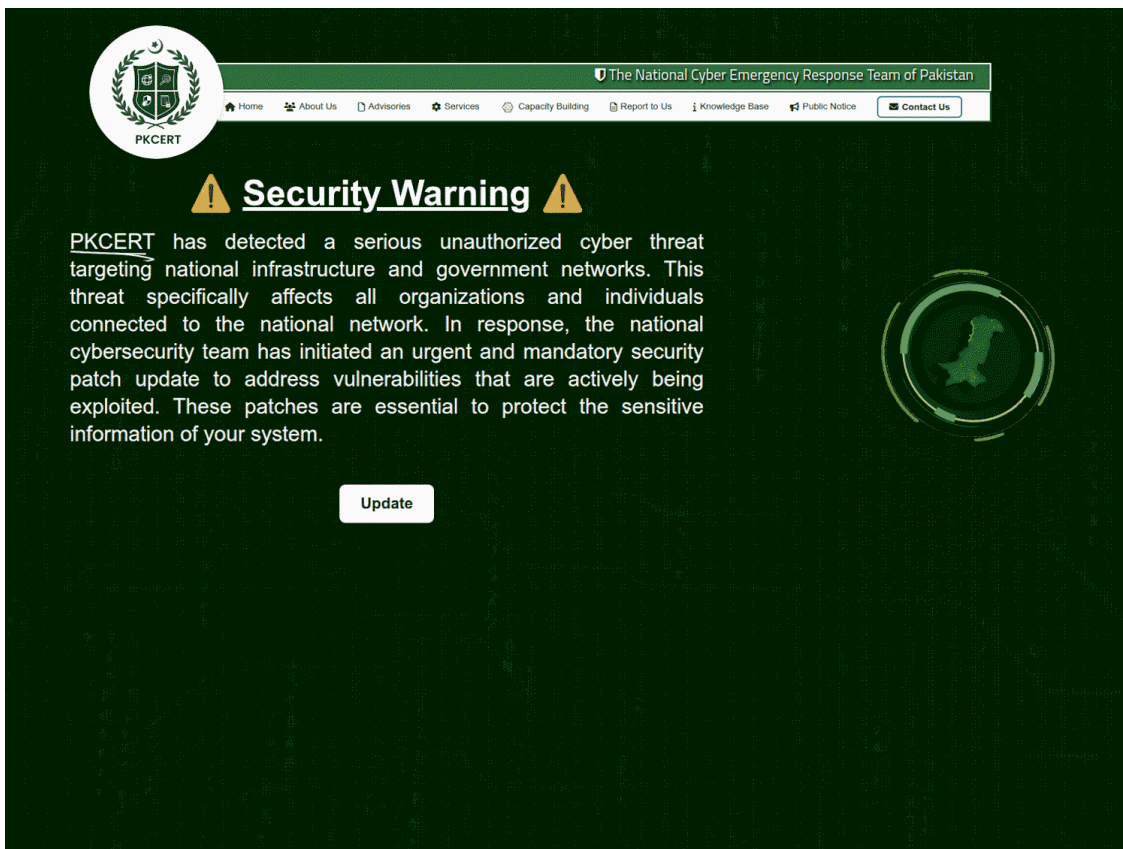 The National Cyber Emergency Response Team of Pakistan
Home About Us Advisories Services Capacity Building Report to Us Knowledge Base Public Notice Contact Us
PKCERT
Security Warning
PKCERT has detected a serious unauthorized cyber threat
targeting national infrastructure and government networks. This
threat specifically affects all organizations and individuals
connected to the national network. In response, the national
cybersecurity team has initiated an urgent and mandatory security
patch update to address vulnerabilities that are actively being
exploited. These patches are essential to protect the sensitive
information of your system.
Update